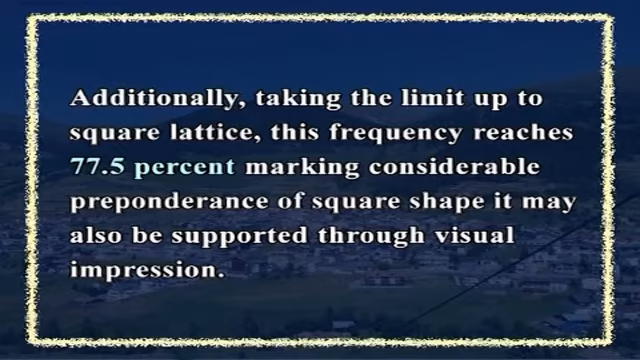 Additionally, taking the limit up to
square lattice, this frequency reaches
77.5 percent marking considerable
preponderance of square shape it may
also be supported through visual
impression.